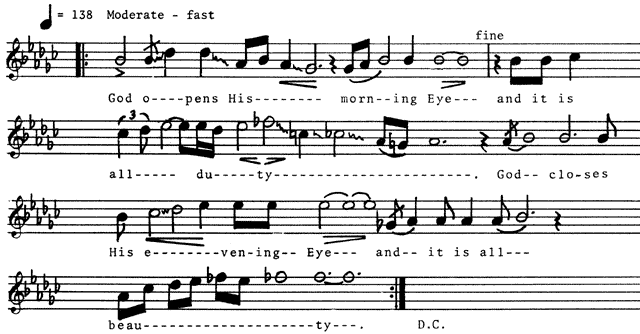 = 138 Moderate - fast
fine
God o----pens His-------- morn--ing Eye--- and it is
3
all----- du----ty----------------------. God-- clo-ses
His e--------ven-ing-- Eye--- and-- it is all---
beau----------------------ty---. D.C.